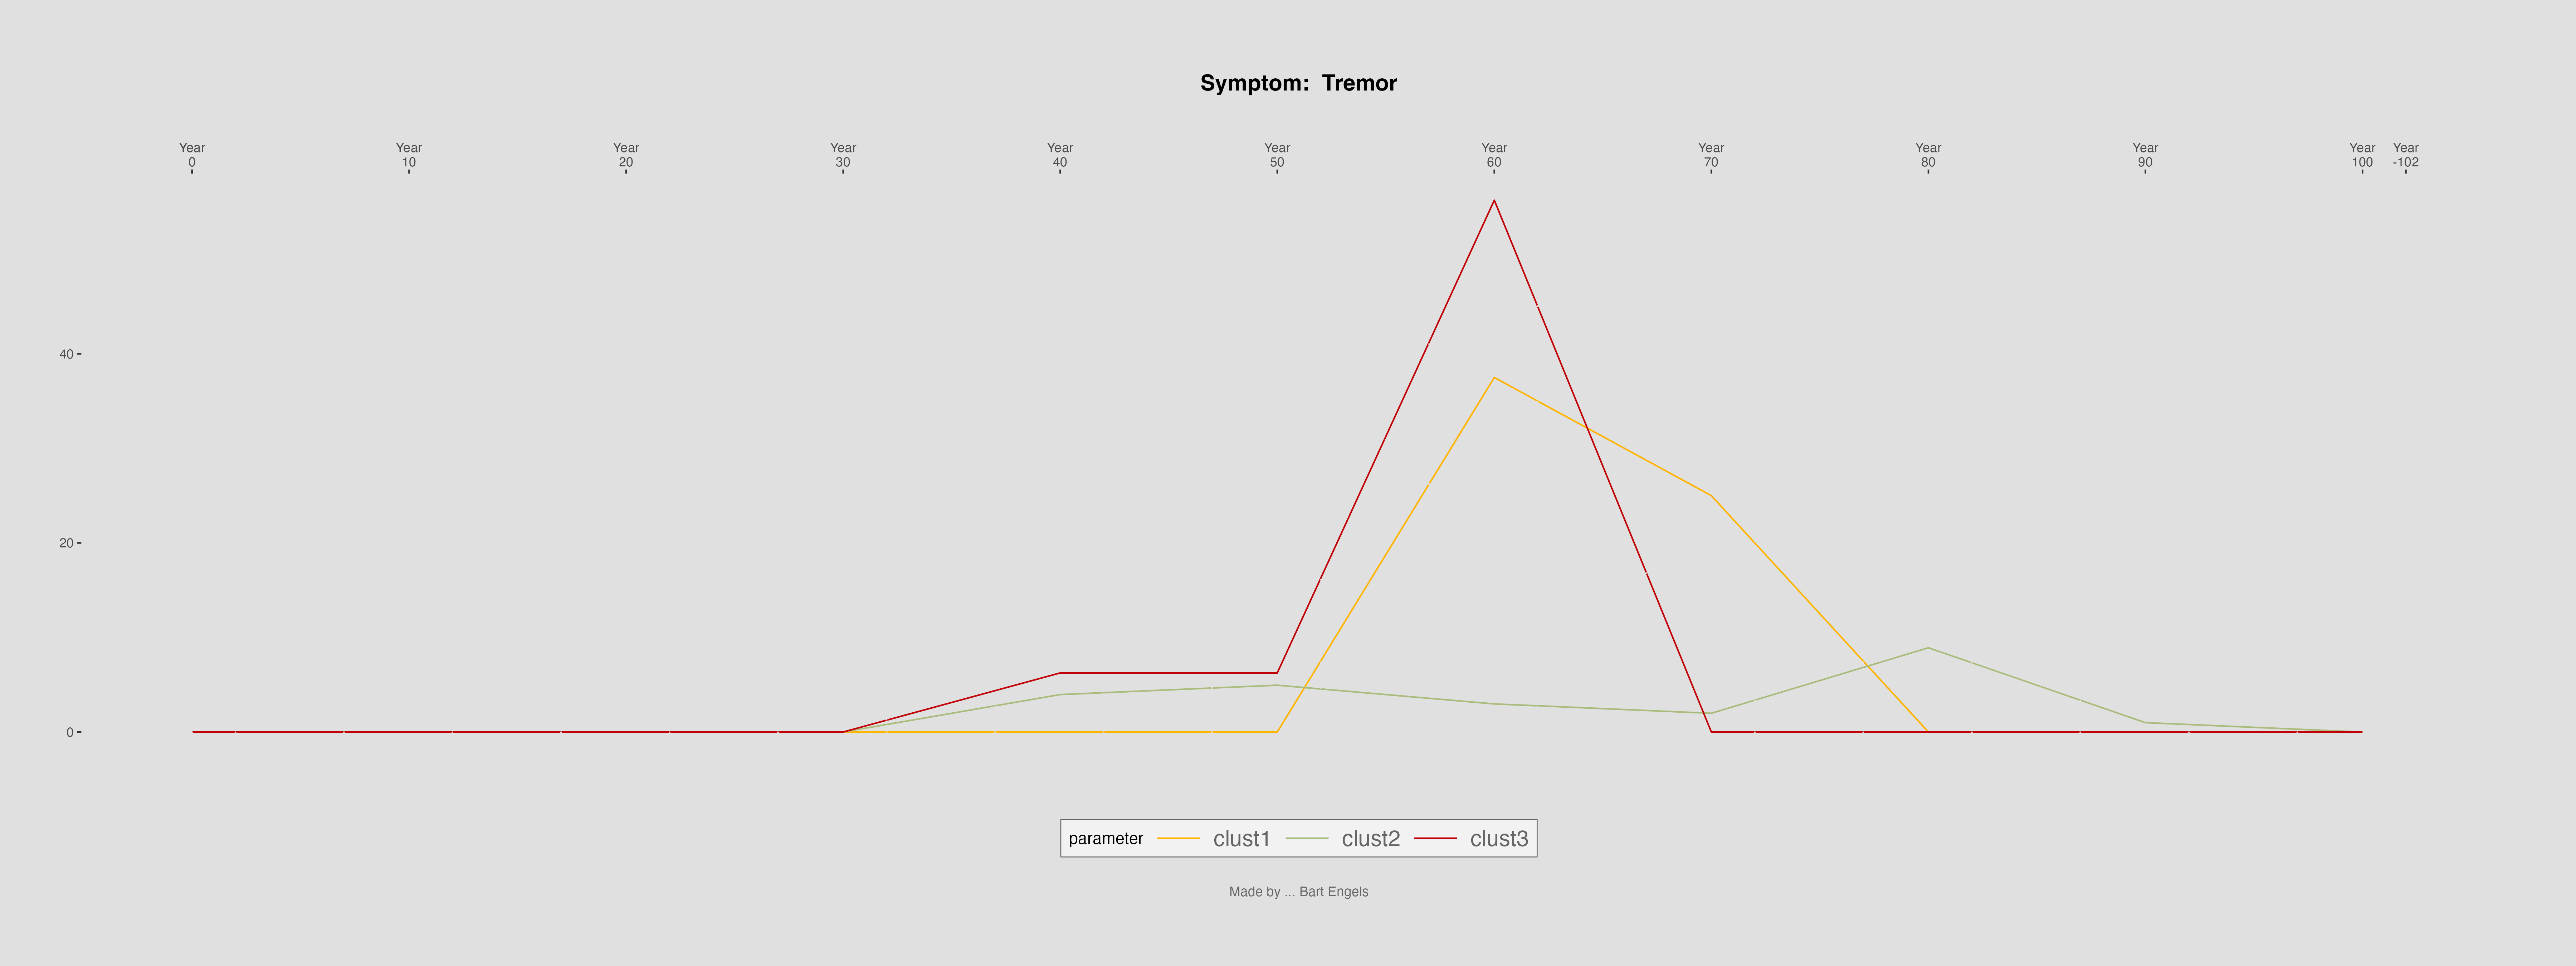 Symptom:  Tremor
Year Year Year Year Year Year Year Year Year Year Year Year
0 10 20 30 40 50 60 70 80 90 100 -102
40
20
0
parameter clust1 clust2 clust3
Made by ... Bart Engels